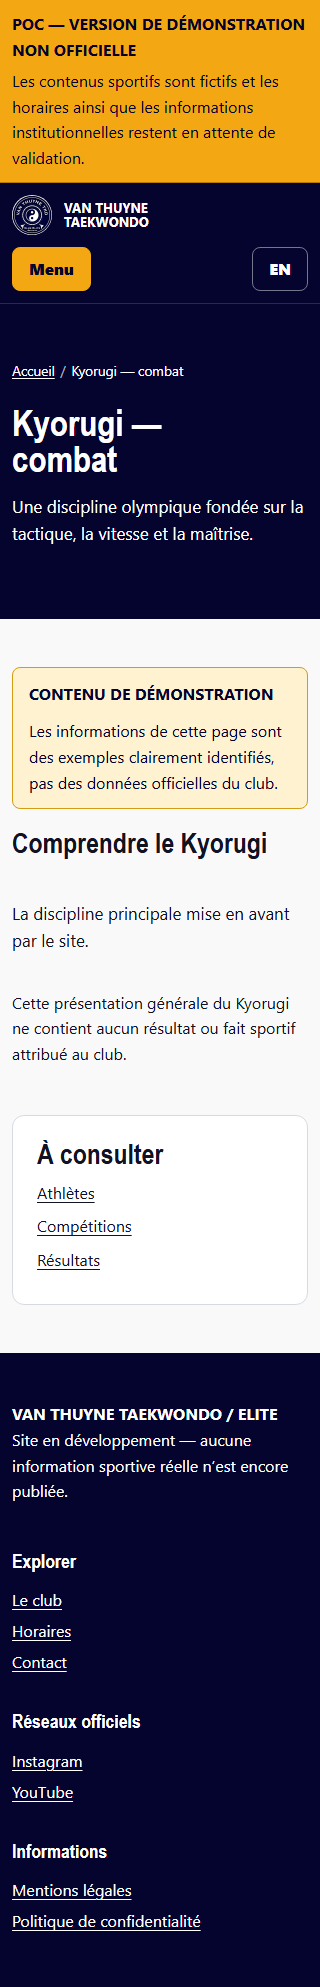 POC — VERSION DE DÉMONSTRATION
NON OFFICIELLE
Les contenus sportifs sont fictifs et les
horaires ainsi que les informations
institutionnelles restent en attente de
validation.
VAN THUYNE
TAEKWONDO
Menu
EN
Accueil / Kyorugi — combat
Kyorugi —
combat
Une discipline olympique fondée sur la
tactique, la vitesse et la maîtrise.
CONTENU DE DÉMONSTRATION
Les informations de cette page sont
des exemples clairement identifiés,
pas des données officielles du club.
Comprendre le Kyorugi
La discipline principale mise en avant
par le site.
Cette présentation générale du Kyorugi
ne contient aucun résultat ou fait sportif
attribué au club.
À consulter
Athlètes
Compétitions
Résultats
VAN THUYNE TAEKWONDO / ELITE
Site en développement — aucune
information sportive réelle n’est encore
publiée.
Explorer
Le club
Horaires
Contact
Réseaux officiels
Instagram
YouTube
Informations
Mentions légales
Politique de confidentialité